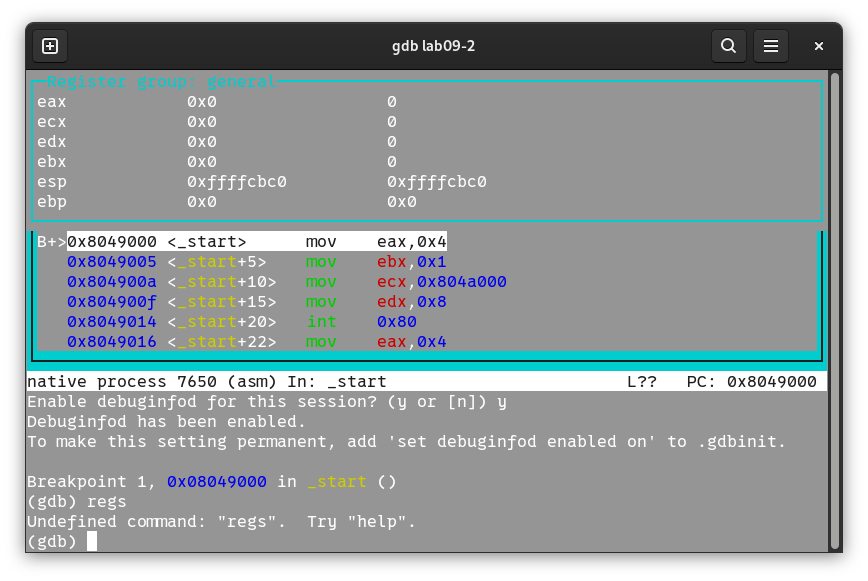 gdb lab09-2
Register group: general
eax 0x0 0
ecx 0x0 0
edx 0x0 0
ebx 0x0 0
esp 0xffffcbc0 0xffffcbc0
ebp 0x0 0x0
B+>0x8049000 <_start> mov eax,0x4
0x8049005 <_start+5> mov ebx,0x1
0x804900a <_start+10> mov ecx,0x804a000
0x804900f <_start+15> mov edx,0x8
0x8049014 <_start+20> int 0x80
0x8049016 <_start+22> mov eax,0x4
native process 7650 (asm) In: _start L?? PC: 0x8049000
Enable debuginfod for this session? (y or [n]) y
Debuginfod has been enabled.
To make this setting permanent, add 'set debuginfod enabled on' to .gdbinit.
Breakpoint 1, 0x08049000 in _start ()
(gdb) regs
Undefined command: "regs".  Try "help".
(gdb)